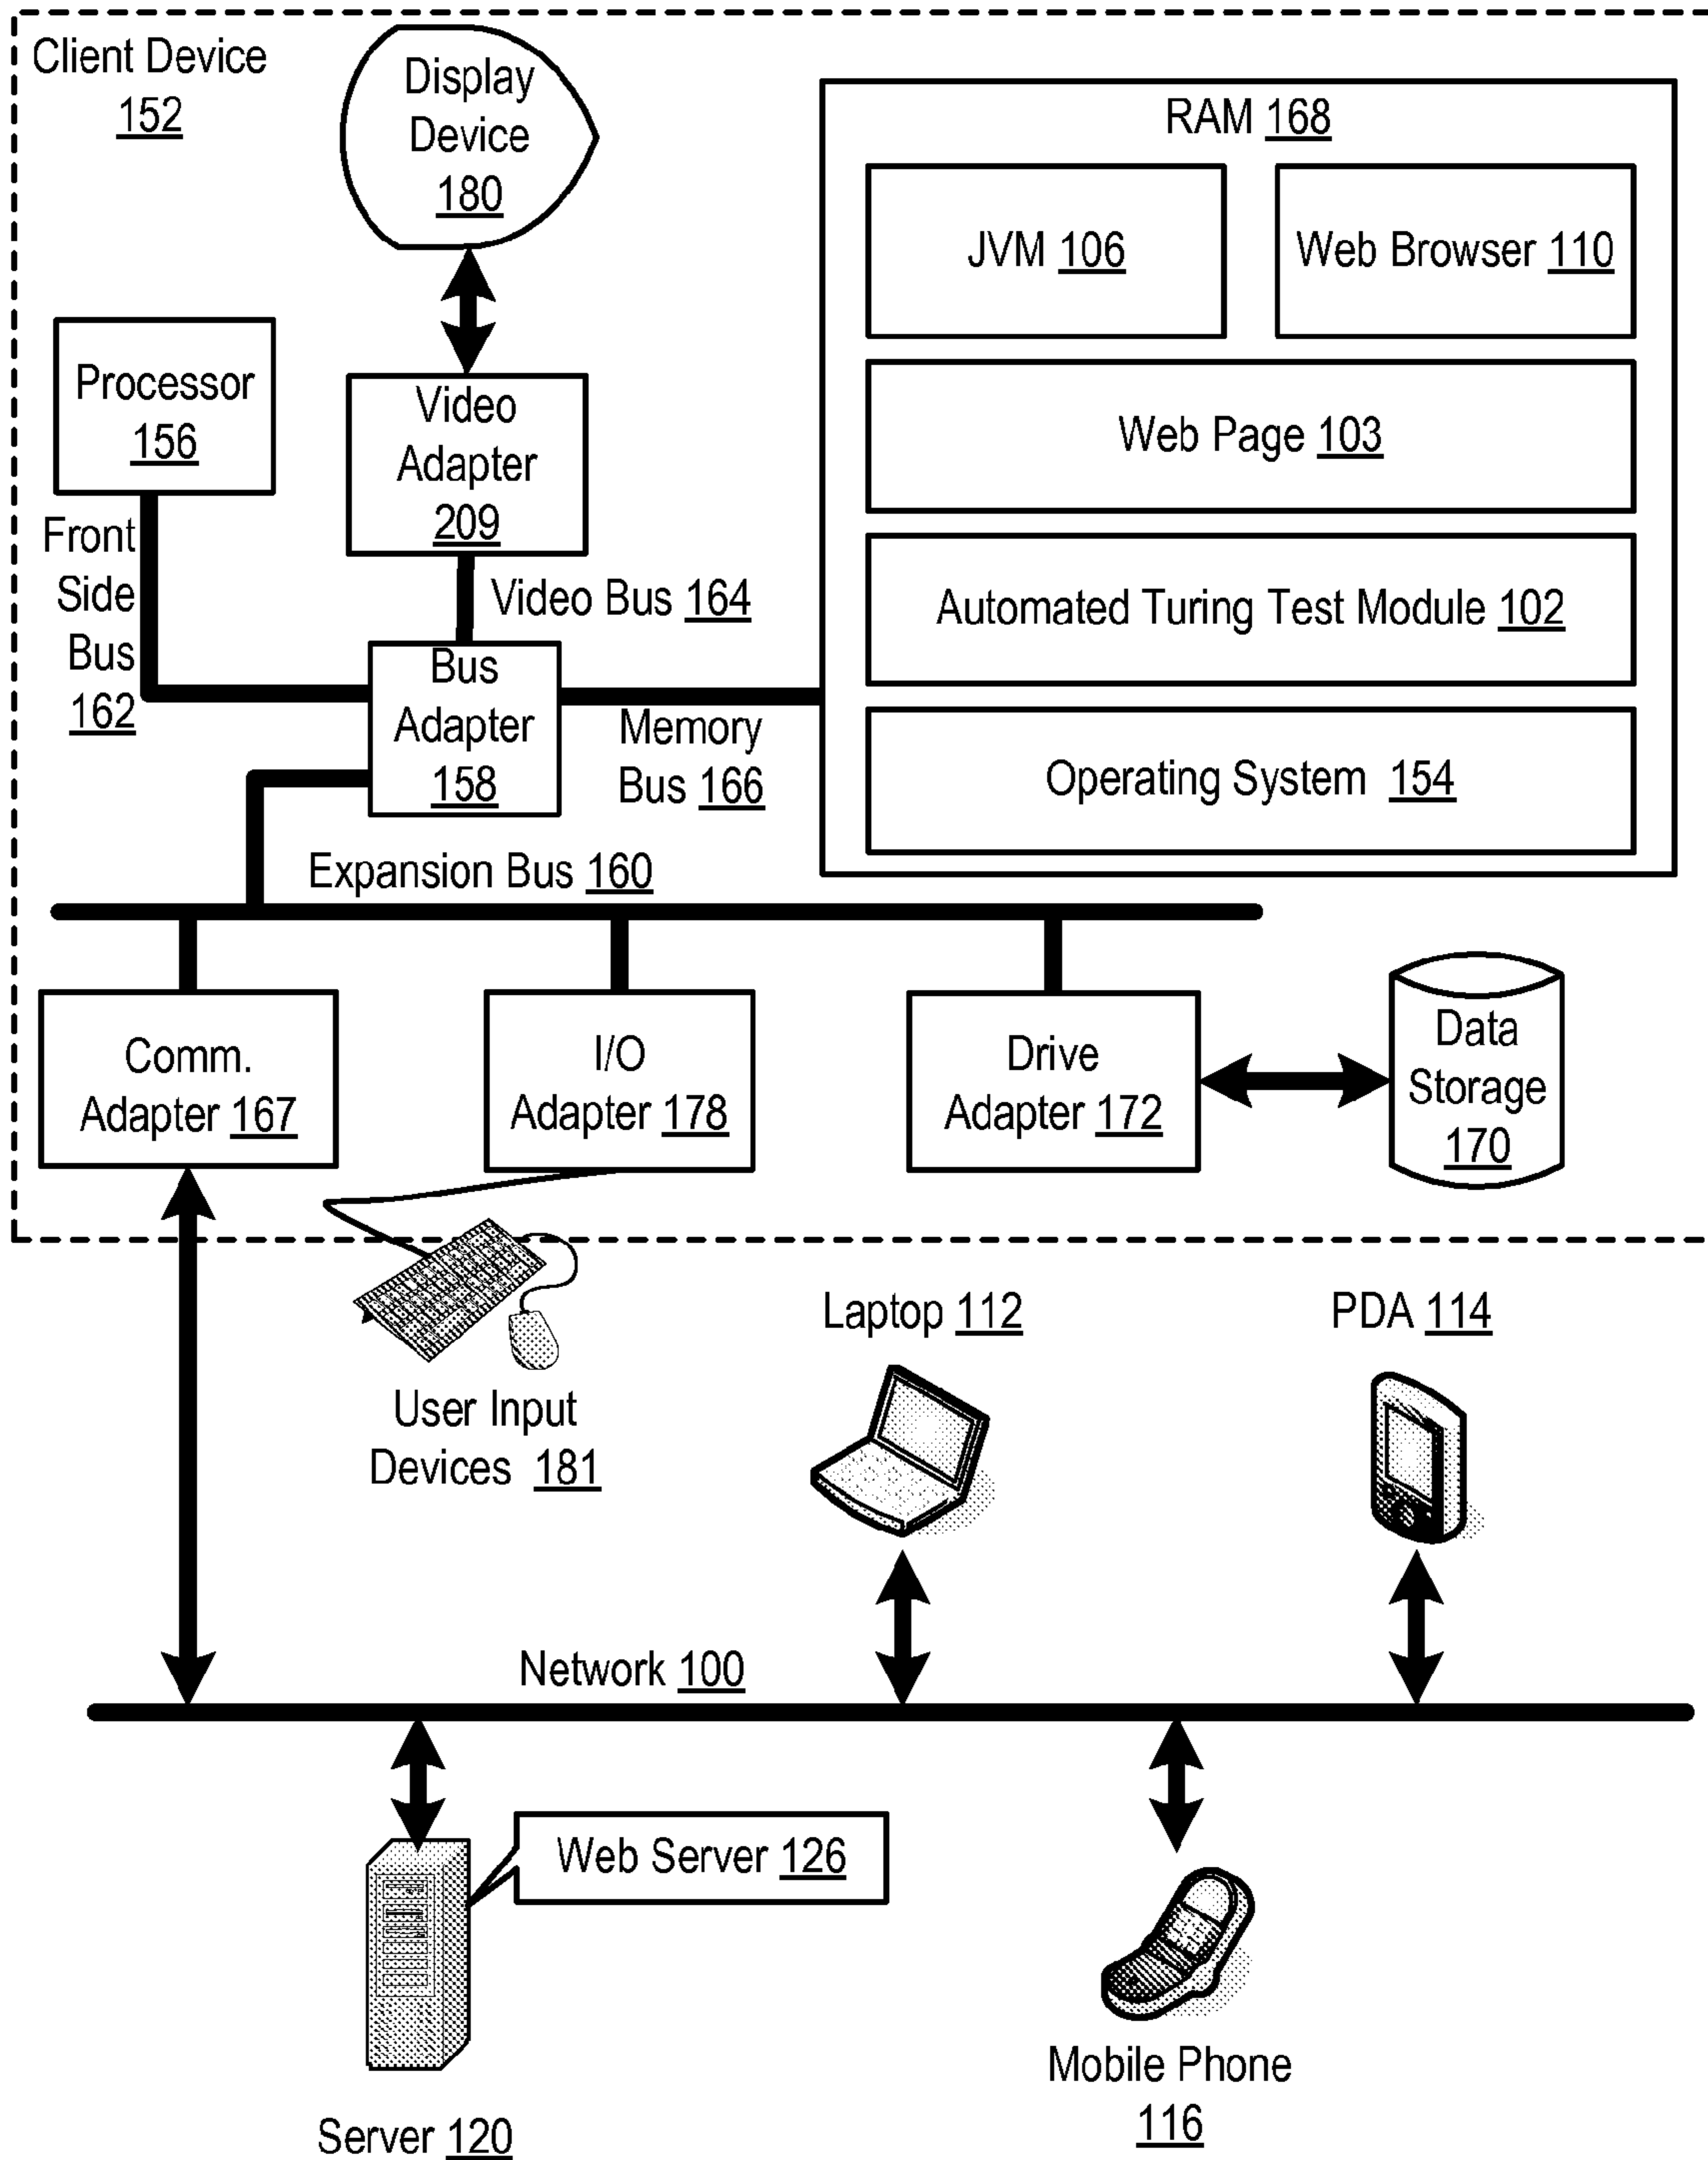 Client Device
152
Display
Device
180
RAM 168
JVM 106
Web Browser 110
Processor
156
Video
Adapter
209
Web Page 103
Front
Side
Bus
162
Video Bus 164
Automated Turing Test Module 102
Bus
Adapter
158
Memory
Bus 166
Operating System 154
Expansion Bus 160
Comm.
Adapter 167
I/O
Adapter 178
Drive
Adapter 172
Data
Storage
170
User Input
Devices 181
Laptop 112
PDA 114
Network 100
Web Server 126
Server 120
Mobile Phone
116